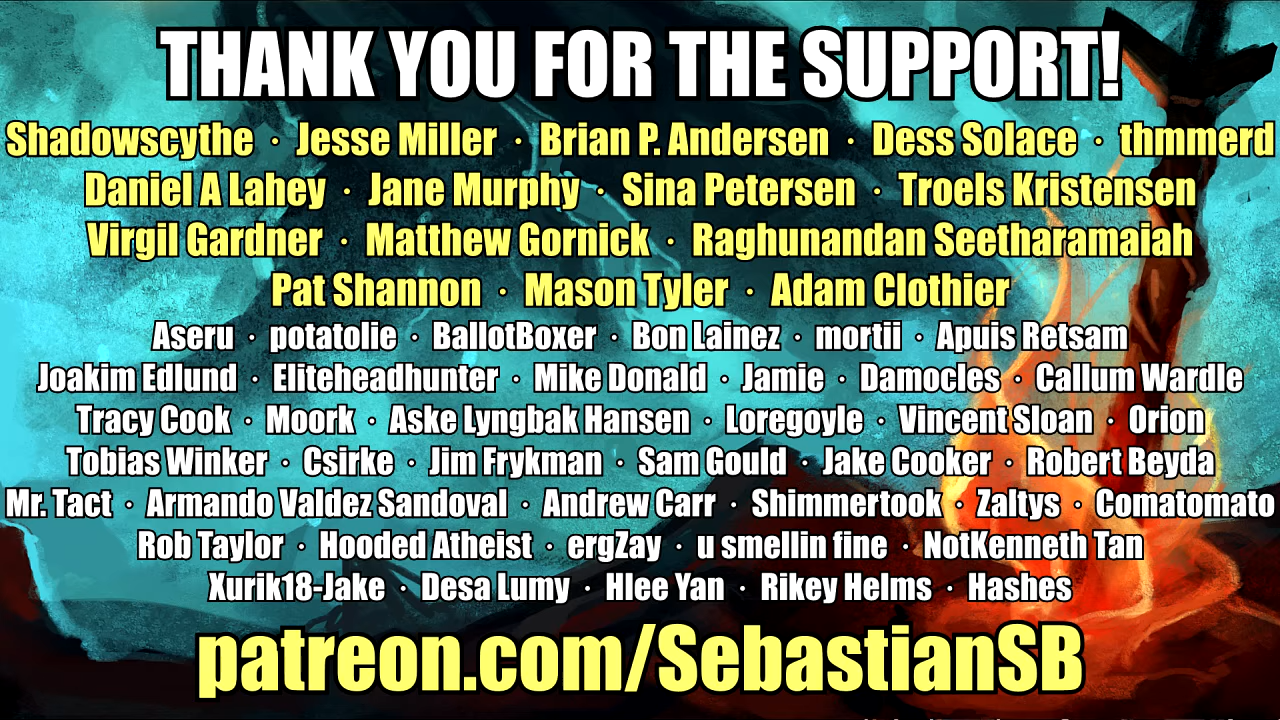 THANK YOU FOR THE SUPPORT!
Shadowscythe · Jesse Miller · Brian P. Andersen · Dess Solace · thmmerd
Daniel A Lahey · Jane Murphy · Sina Petersen · Troels Kristensen
Virgil Gardner · Matthew Gornick · Raghunandan Seetharamaiah
Pat Shannon · Mason Tyler · Adam Clothier
Aseru · potatolie · BallotBoxer · Bon Lainez · mortii · Apuis Retsam
Joakim Edlund · Eliteheadhunter · Mike Donald · Jamie · Damocles · Callum Wardle
Tracy Cook · Moork · Aske Lyngbak Hansen · Loregoyle · Vincent Sloan · Orion
Tobias Winker · Csirke · Jim Frykman · Sam Gould · Jake Cooker · Robert Beyda
Mr. Tact · Armando Valdez Sandoval · Andrew Carr · Shimmertook · Zaltys · Comatomato
Rob Taylor · Hooded Atheist · ergZay · u smellin fine · NotKenneth Tan
Xurik18-Jake · Desa Lumy · Hlee Yan · Rikey Helms · Hashes
patreon.com/SebastianSB